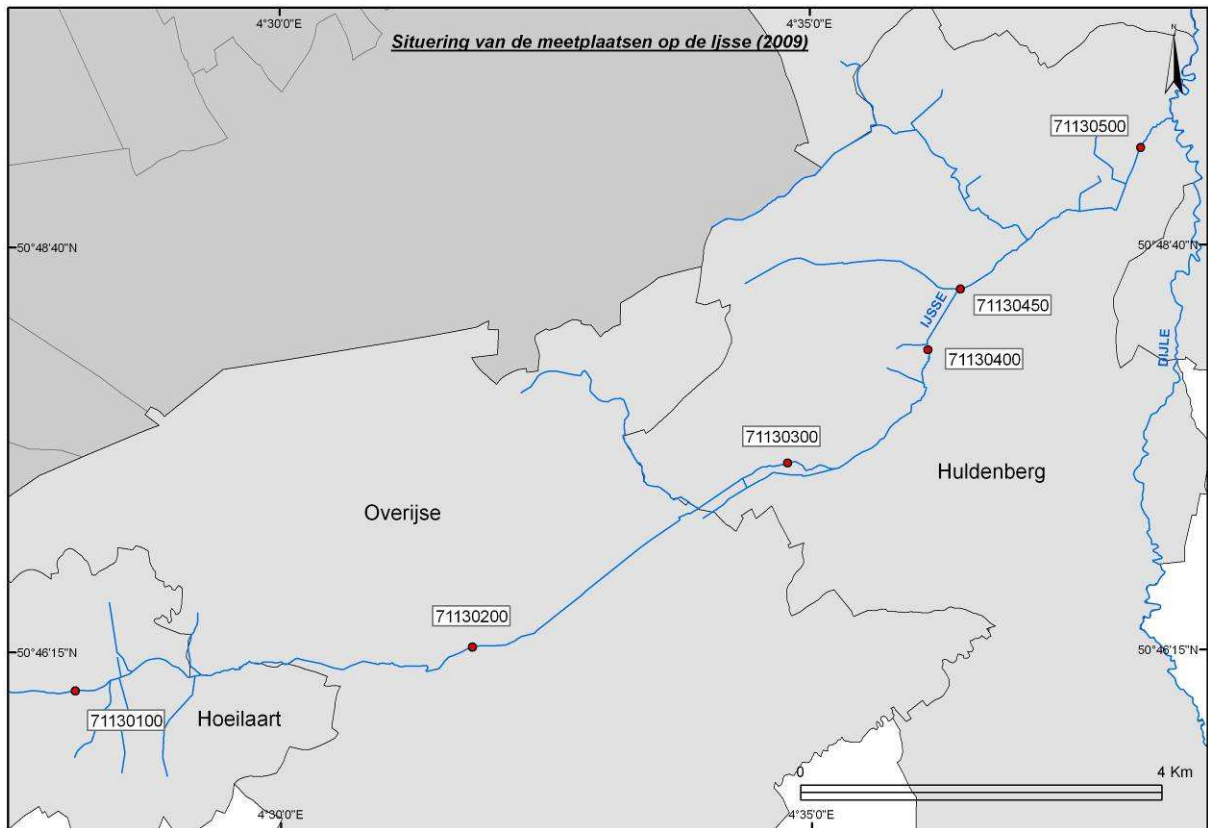 4°30'0"E
4°35'0"E
Situering van de meetplaatsen op de Ijsse (2009)
N
71130500
50°48'40"N
50°48'40"N
71130450
IJSSE
DIJLE
71130400
71130300
Huldenberg
Overijse
71130200
50°46'15"N
50°46'15"N
71130100
Hoeilaart
0
4 Km
4°30'0"E
4°35'0"E